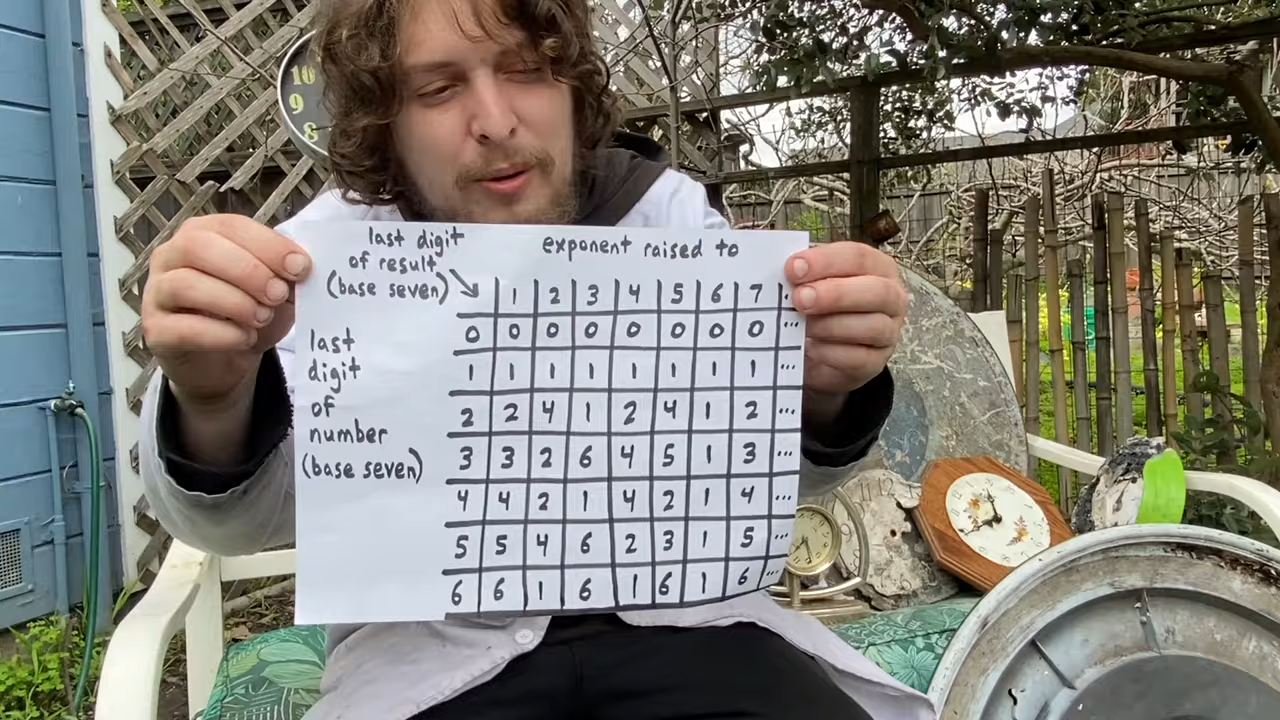 10
9
8
last digit
of result
(base seven)
exponent raised to
1 2 3 4 5 6 7 .
last
digit
of
number
(base seven)
0 0 0 0 0 0 0 0 ...
1 1 1 1 1 1 1 1 ...
2 2 4 1 2 4 1 2 ...
3 3 2 6 4 5 1 3 ...
4 4 2 1 4 2 1 4 ...
5 5 4 6 2 3 1 5 ...
6 6 1 6 1 6 1 6 ...